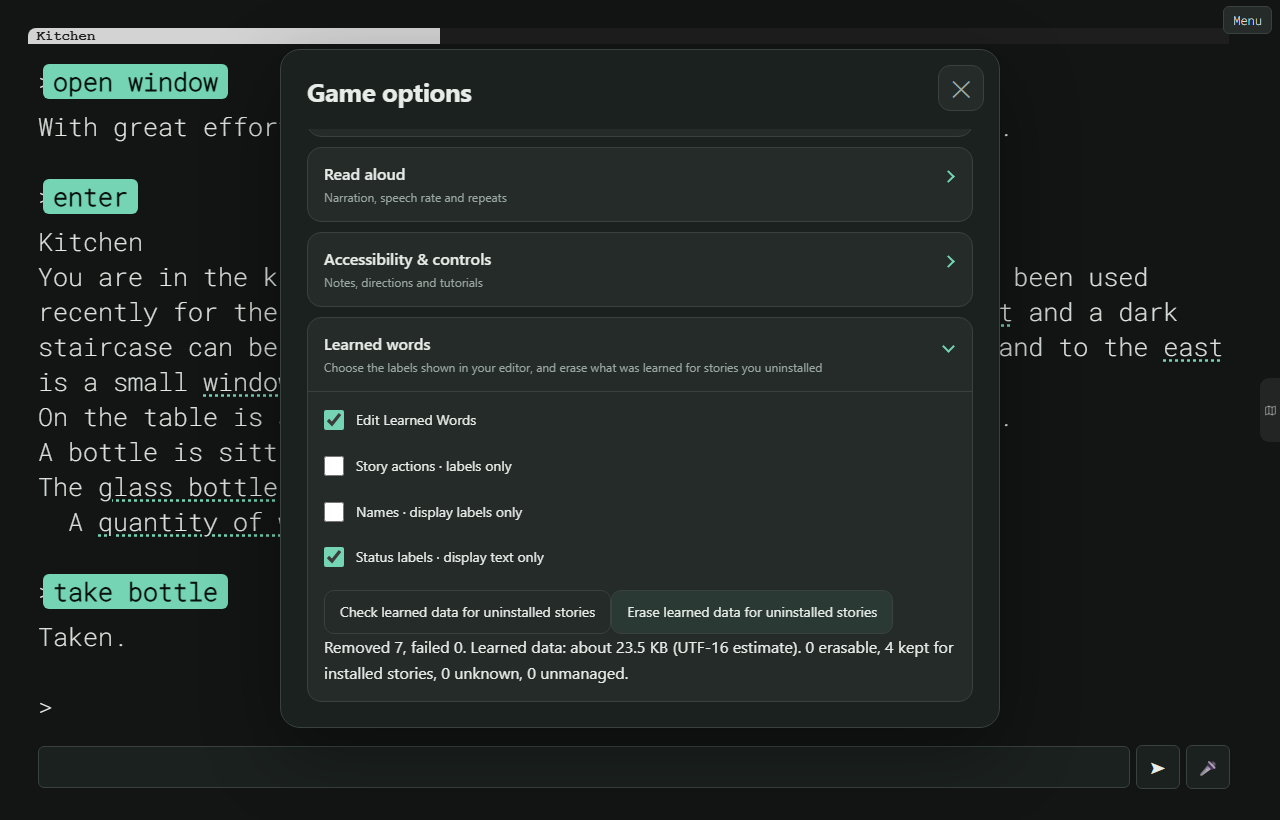 Menu
Kitchen
Game options
> open window
With great effor
.
Read aloud
Narration, speech rate and repeats
> enter
Kitchen
Accessibility & controls
Notes, directions and tutorials
You are in the k
been used
recently for the
t and a dark
staircase can be
and to the east
is a small window
On the table is
.
A bottle is sitt
The glass bottle
A quantity of
Learned words
Choose the labels shown in your editor, and erase what was learned for stories you uninstalled
Edit Learned Words
Story actions · labels only
Names · display labels only
Status labels · display text only
Check learned data for uninstalled stories
Erase learned data for uninstalled stories
Removed 7, failed 0. Learned data: about 23.5 KB (UTF-16 estimate). 0 erasable, 4 kept for
installed stories, 0 unknown, 0 unmanaged.
> take bottle
Taken.
>